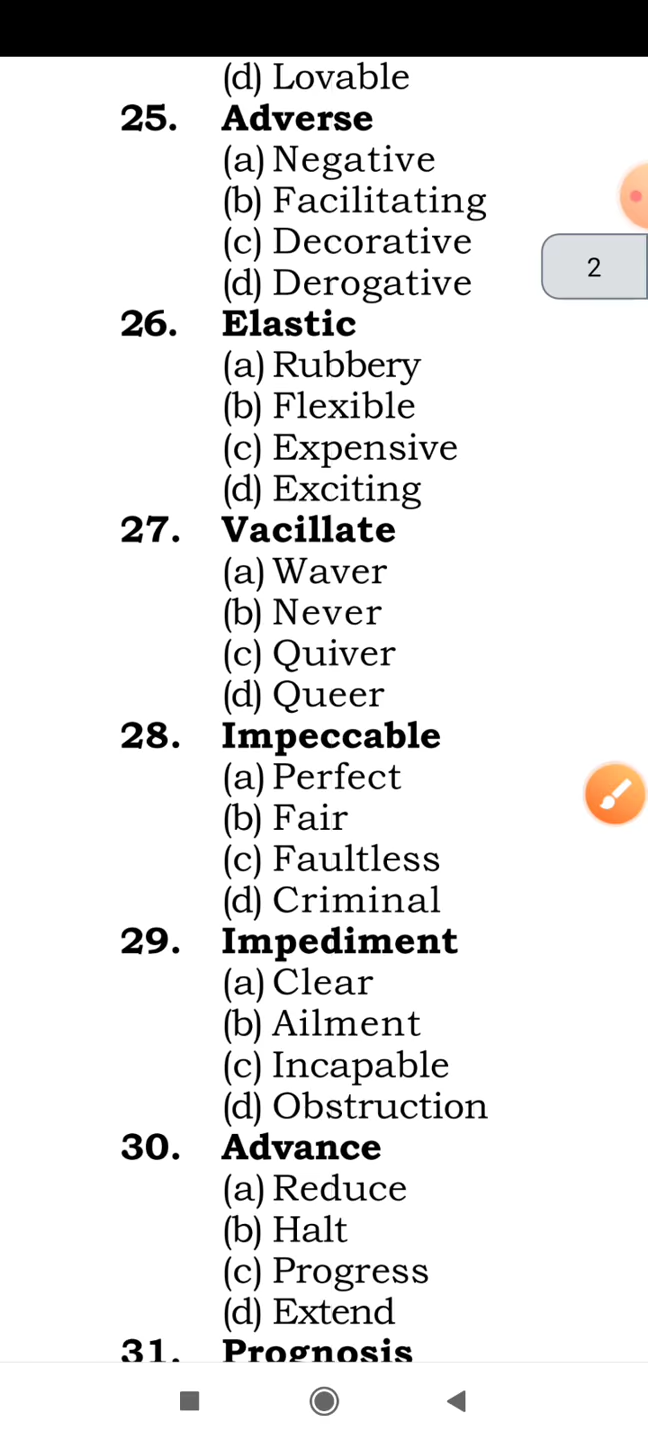 (d) Lovable
25. Adverse
(a) Negative
(b) Facilitating
(c) Decorative
(d) Derogative
2
26. Elastic
(a) Rubbery
(b) Flexible
(c) Expensive
(d) Exciting
27. Vacillate
(a) Waver
(b) Never
(c) Quiver
(d) Queer
28. Impeccable
(a) Perfect
(b) Fair
(c) Faultless
(d) Criminal
29. Impediment
(a) Clear
(b) Ailment
(c) Incapable
(d) Obstruction
30. Advance
(a) Reduce
(b) Halt
(c) Progress
(d) Extend
31. Prognosis